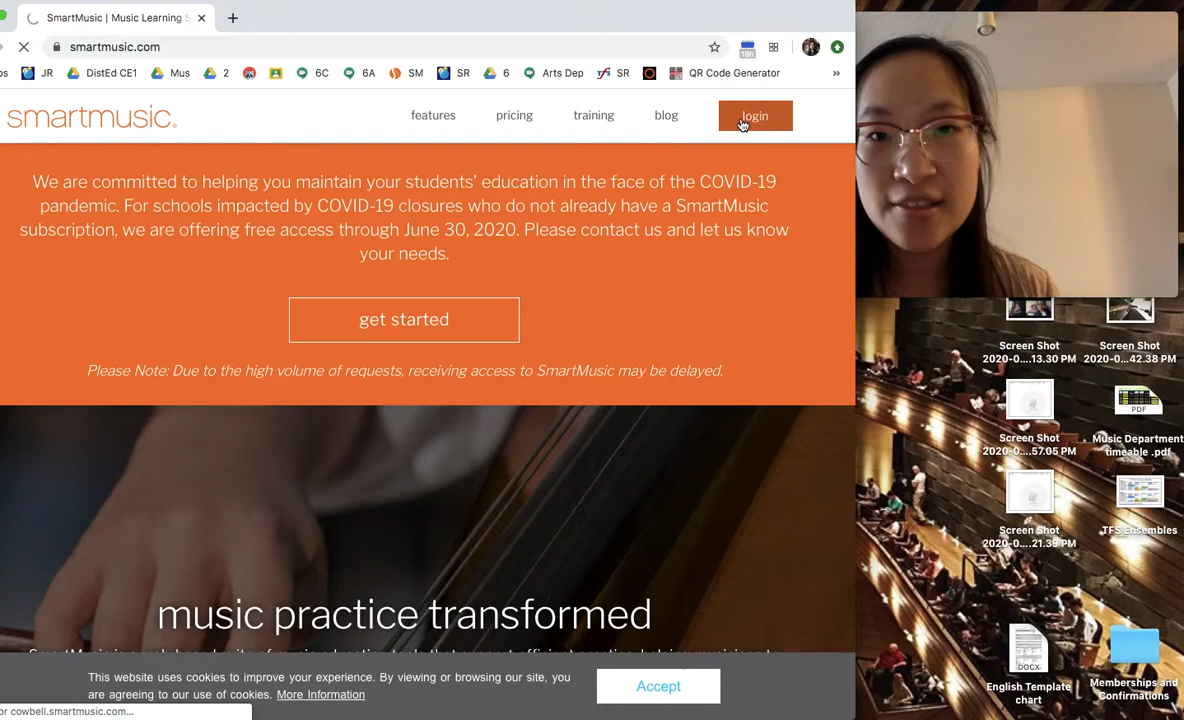 SmartMusic | Music Learning S
smartmusic.com
19h
ps JR DistEd CE1 Mus 2 6C 6A SM SR 6 Arts Dep SR QR Code Generator »
smartmusic.
features pricing training blog login
We are committed to helping you maintain your students' education in the face of the COVID-19
pandemic. For schools impacted by COVID-19 closures who do not already have a SmartMusic
subscription, we are offering free access through June 30, 2020. Please contact us and let us know
your needs.
get started
Please Note: Due to the high volume of requests, receiving access to SmartMusic may be delayed.
music practice transformed
This website uses cookies to improve your experience. By viewing or browsing our site, you
are agreeing to our use of cookies. More Information
Accept
or cowbell.smartmusic.com...
Screen Shot
2020-0....13.30 PM
Screen Shot
2020-0....42.38 PM
Screen Shot
2020-0....57.05 PM
PDF
Music Department
timeable .pdf
Screen Shot
2020-0....21.39 PM
TFS Ensembles
DOCX
English Template
chart
Memberships and
Confirmations